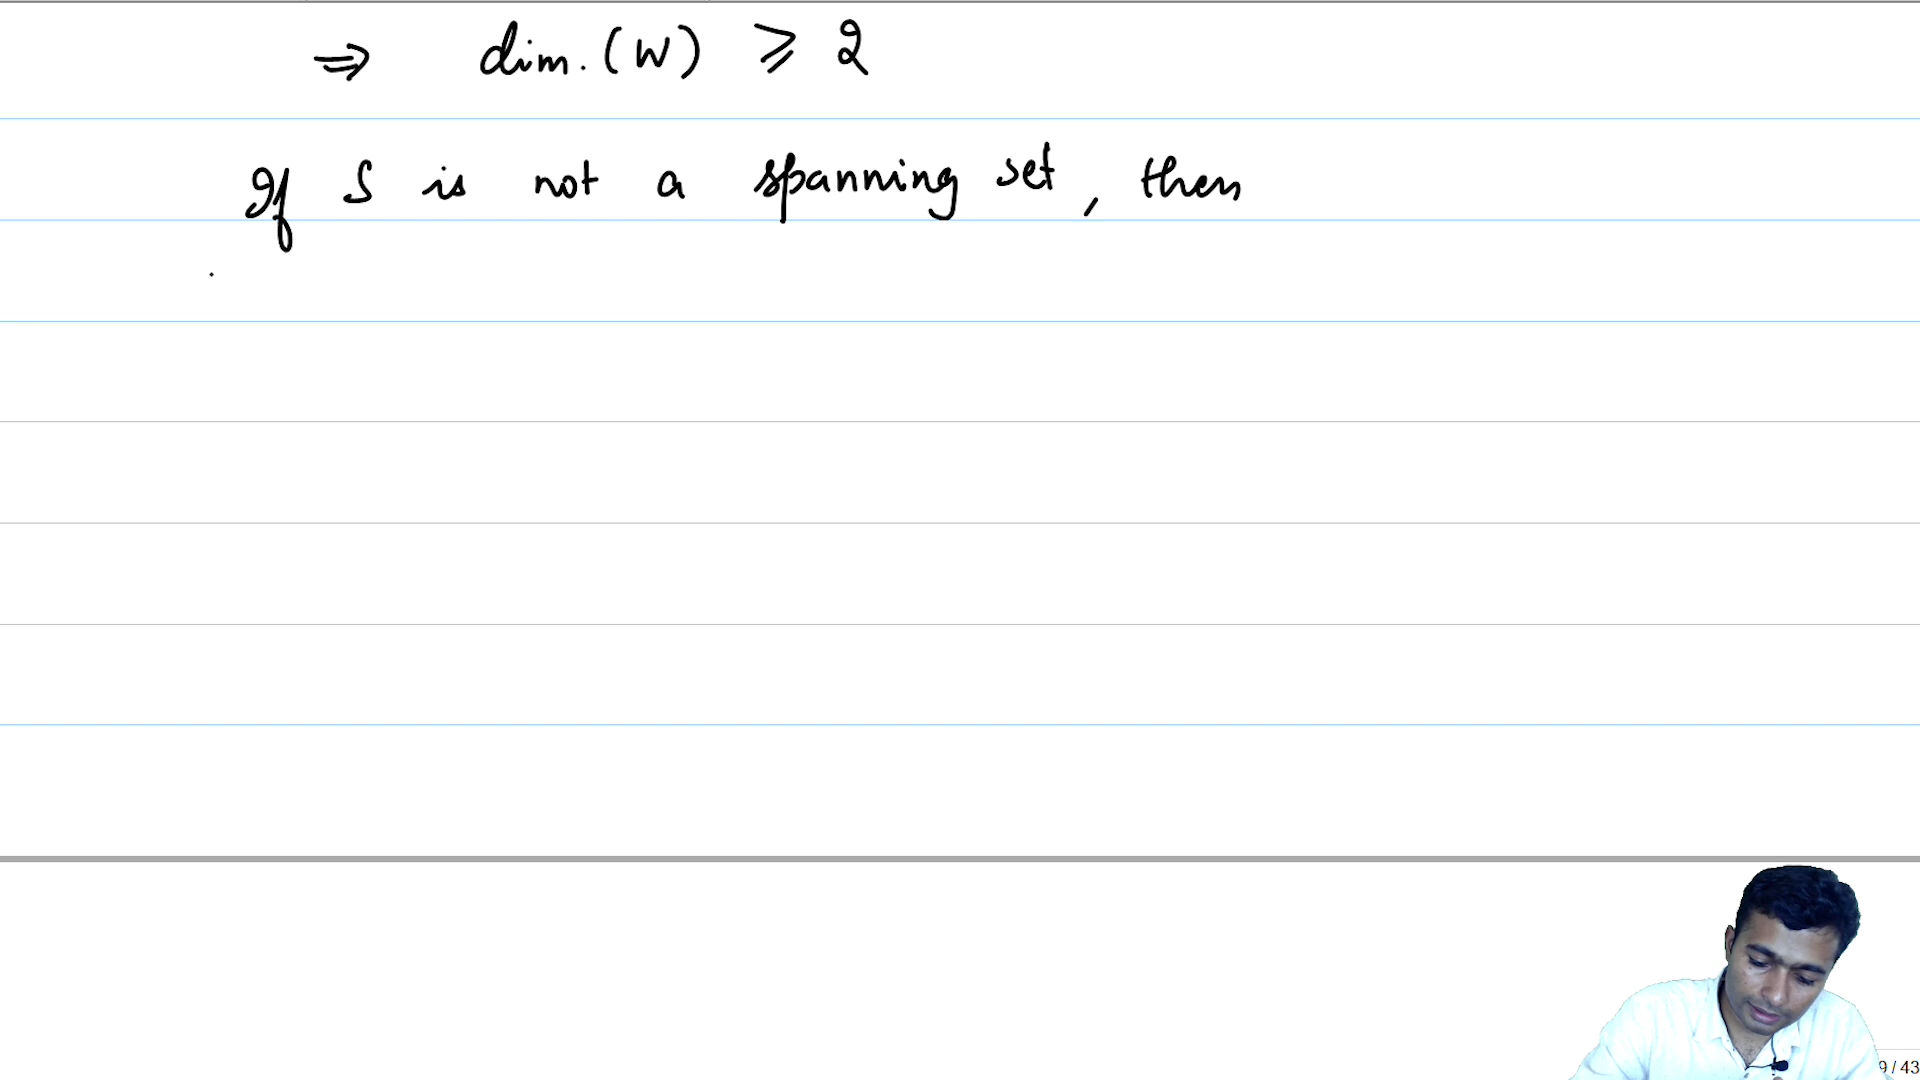 ⇒ dim.(W) ⩾ 2
If S is not a spanning set, then
9 / 43